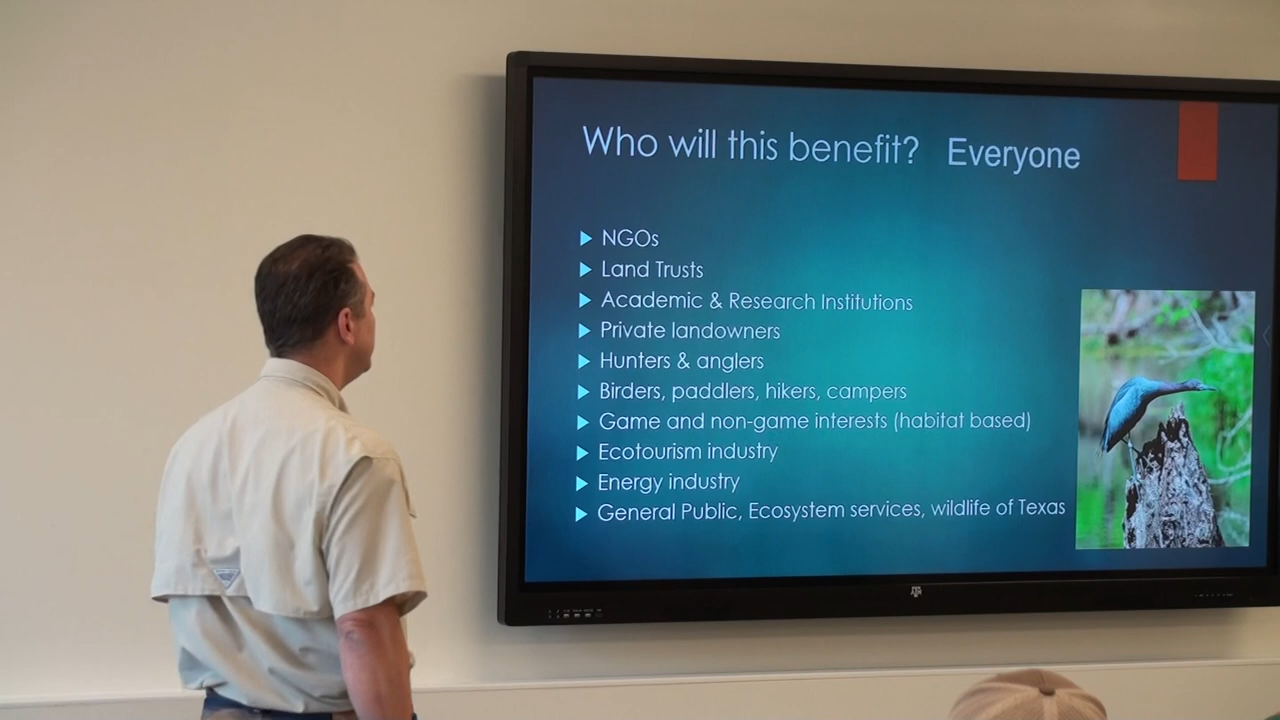 Who will this benefit? Everyone
NGOs
Land Trusts
Academic & Research Institutions
Private landowners
Hunters & anglers
Birders, paddlers, hikers, campers
Game and non-game interests (habitat based)
Ecotourism industry
Energy industry
General Public, Ecosystem services, wildlife of Texas